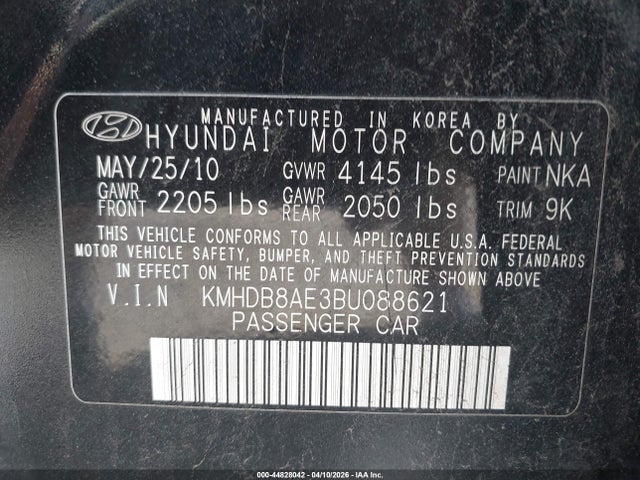 MANUFACTURED IN KOREA BY
HYUNDAI MOTOR COMPANY
MAY/25/10 GVWR 4145 lbs PAINT NKA
GAWR FRONT 2205 lbs GAWR REAR 2050 lbs TRIM 9K
THIS VEHICLE CONFORMS TO ALL APPLICABLE U.S.A. FEDERAL
MOTOR VEHICLE SAFETY, BUMPER, AND THEFT PREVENTION STANDARDS
IN EFFECT ON THE DATE OF MANUFACTURE SHOWN ABOVE
V.I.N KMHDB8AE3BU088621
PASSENGER CAR
000-44828042 - 04/10/2026 - IAA Inc.